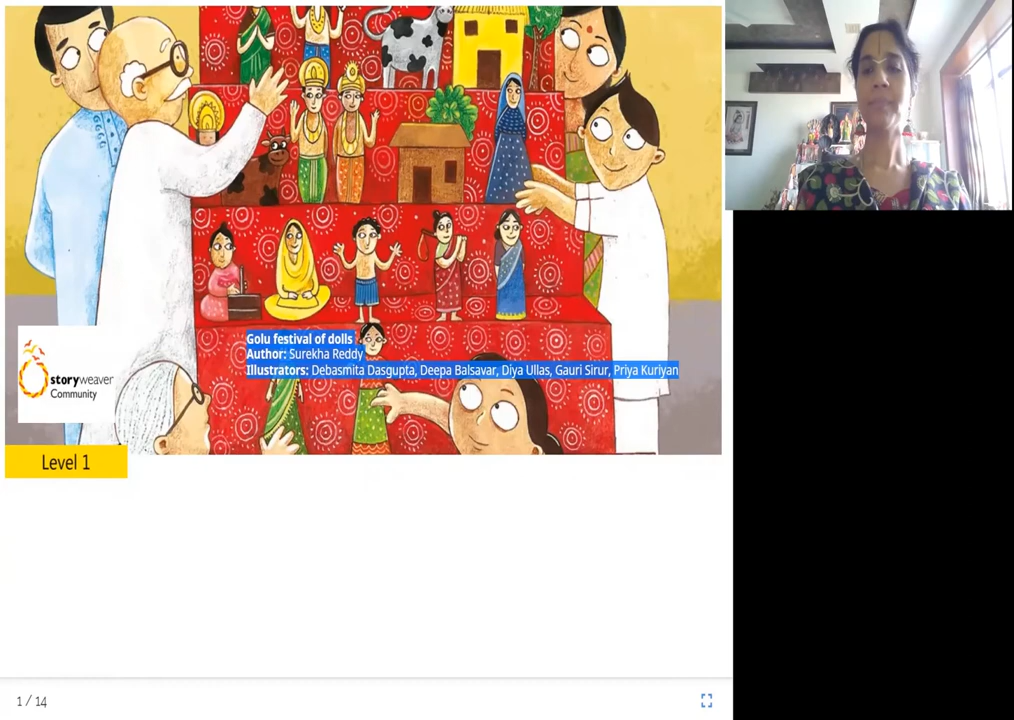 Golu festival of dolls
Author: Surekha Reddy
Illustrators: Debasmita Dasgupta, Deepa Balsavar, Diya Ullas, Gauri Sirur, Priya Kuriyan
storyweaver
Community
Level 1
1 / 14